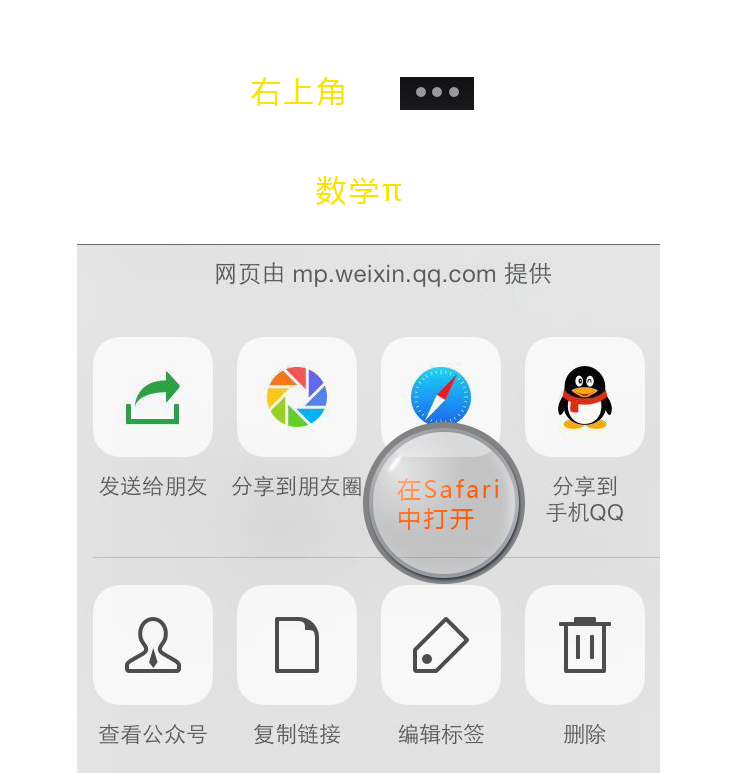 右上角
数学π
网页由 mp.weixin.qq.com 提供
发送给朋友
分享到朋友圈
在Safari
中打开
分享到
手机QQ
查看公众号
复制链接
编辑标签
删除